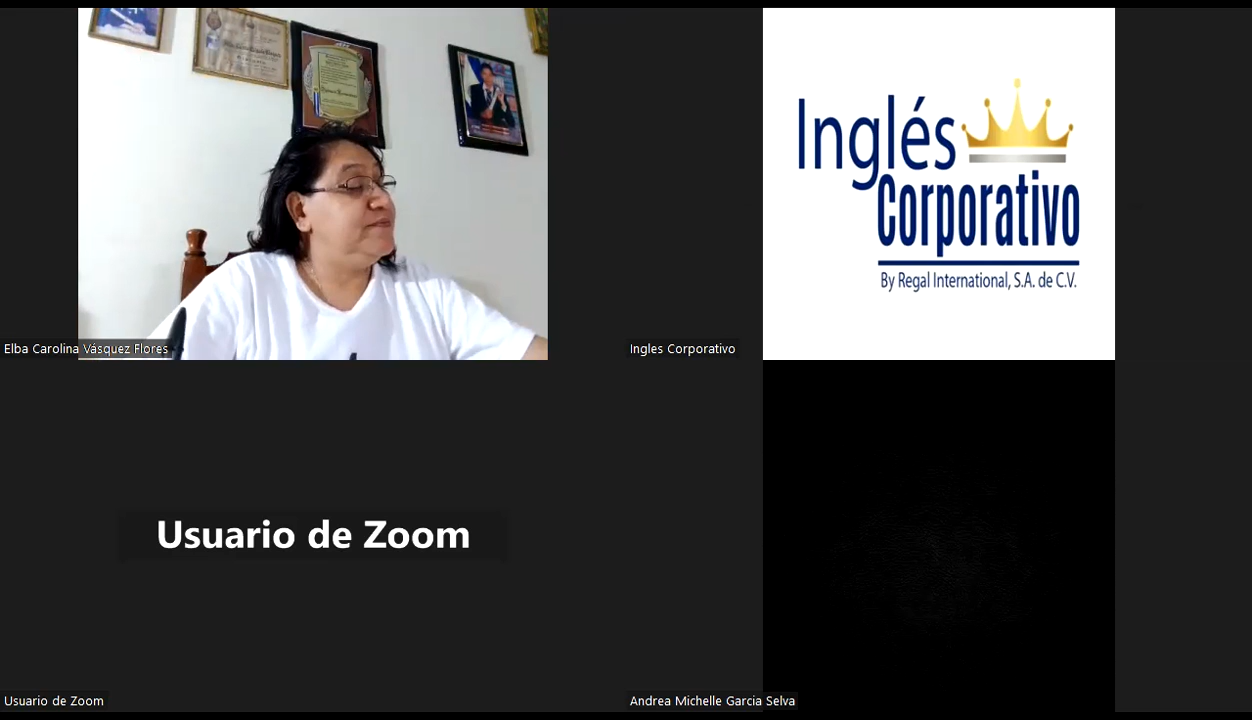 Elba Carolina Vásquez Flores
Inglés
Corporativo
By Regal International, S.A. de C.V.
Ingles Corporativo
Usuario de Zoom
Usuario de Zoom
Andrea Michelle Garcia Selva